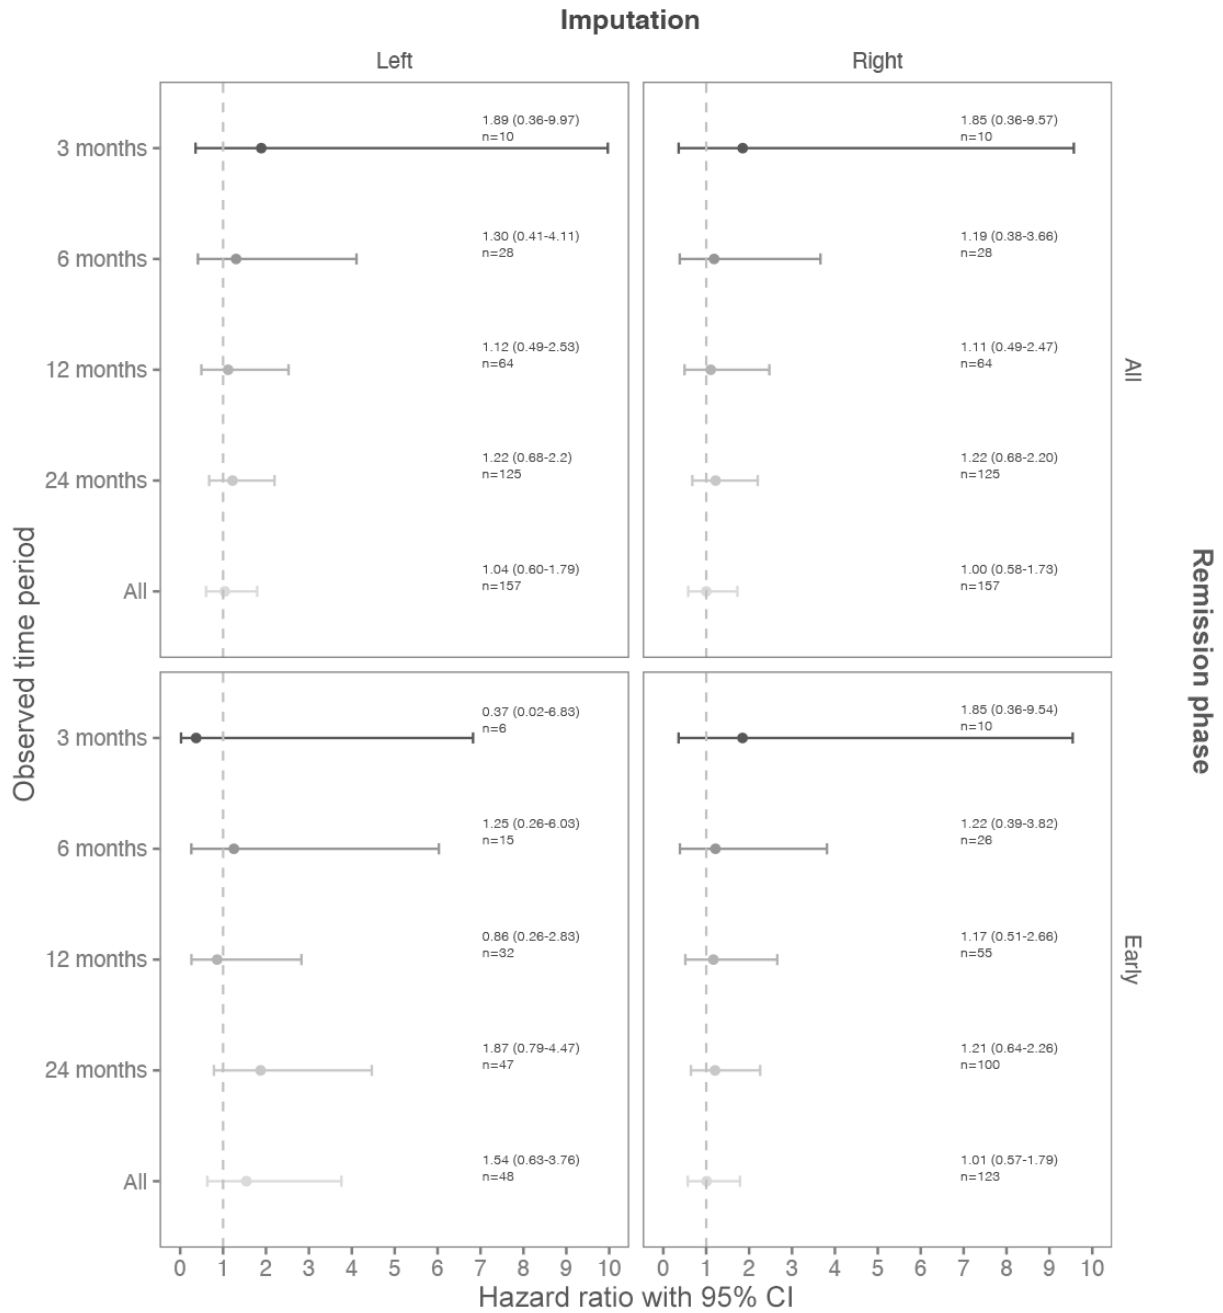 Imputation
Left
Right
3 months
1.89 (0.36-9.97)
n=10
1.85 (0.36-9.57)
n=10
6 months
1.30 (0.41-4.11)
n=28
1.19 (0.38-3.66)
n=28
12 months
1.12 (0.49-2.53)
n=64
1.11 (0.49-2.47)
n=64
24 months
1.22 (0.68-2.2)
n=125
1.22 (0.68-2.20)
n=125
All
1.04 (0.60-1.79)
n=157
1.00 (0.58-1.73)
n=157
All
3 months
0.37 (0.02-6.83)
n=6
1.85 (0.36-9.54)
n=10
6 months
1.25 (0.26-6.03)
n=15
1.22 (0.39-3.82)
n=26
12 months
0.86 (0.26-2.83)
n=32
1.17 (0.51-2.66)
n=55
24 months
1.87 (0.79-4.47)
n=47
1.21 (0.64-2.26)
n=100
All
1.54 (0.63-3.76)
n=48
1.01 (0.57-1.79)
n=123
Early
Observed time period
Remission phase
0 1 2 3 4 5 6 7 8 9 10
0 1 2 3 4 5 6 7 8 9 10
Hazard ratio with 95% CI